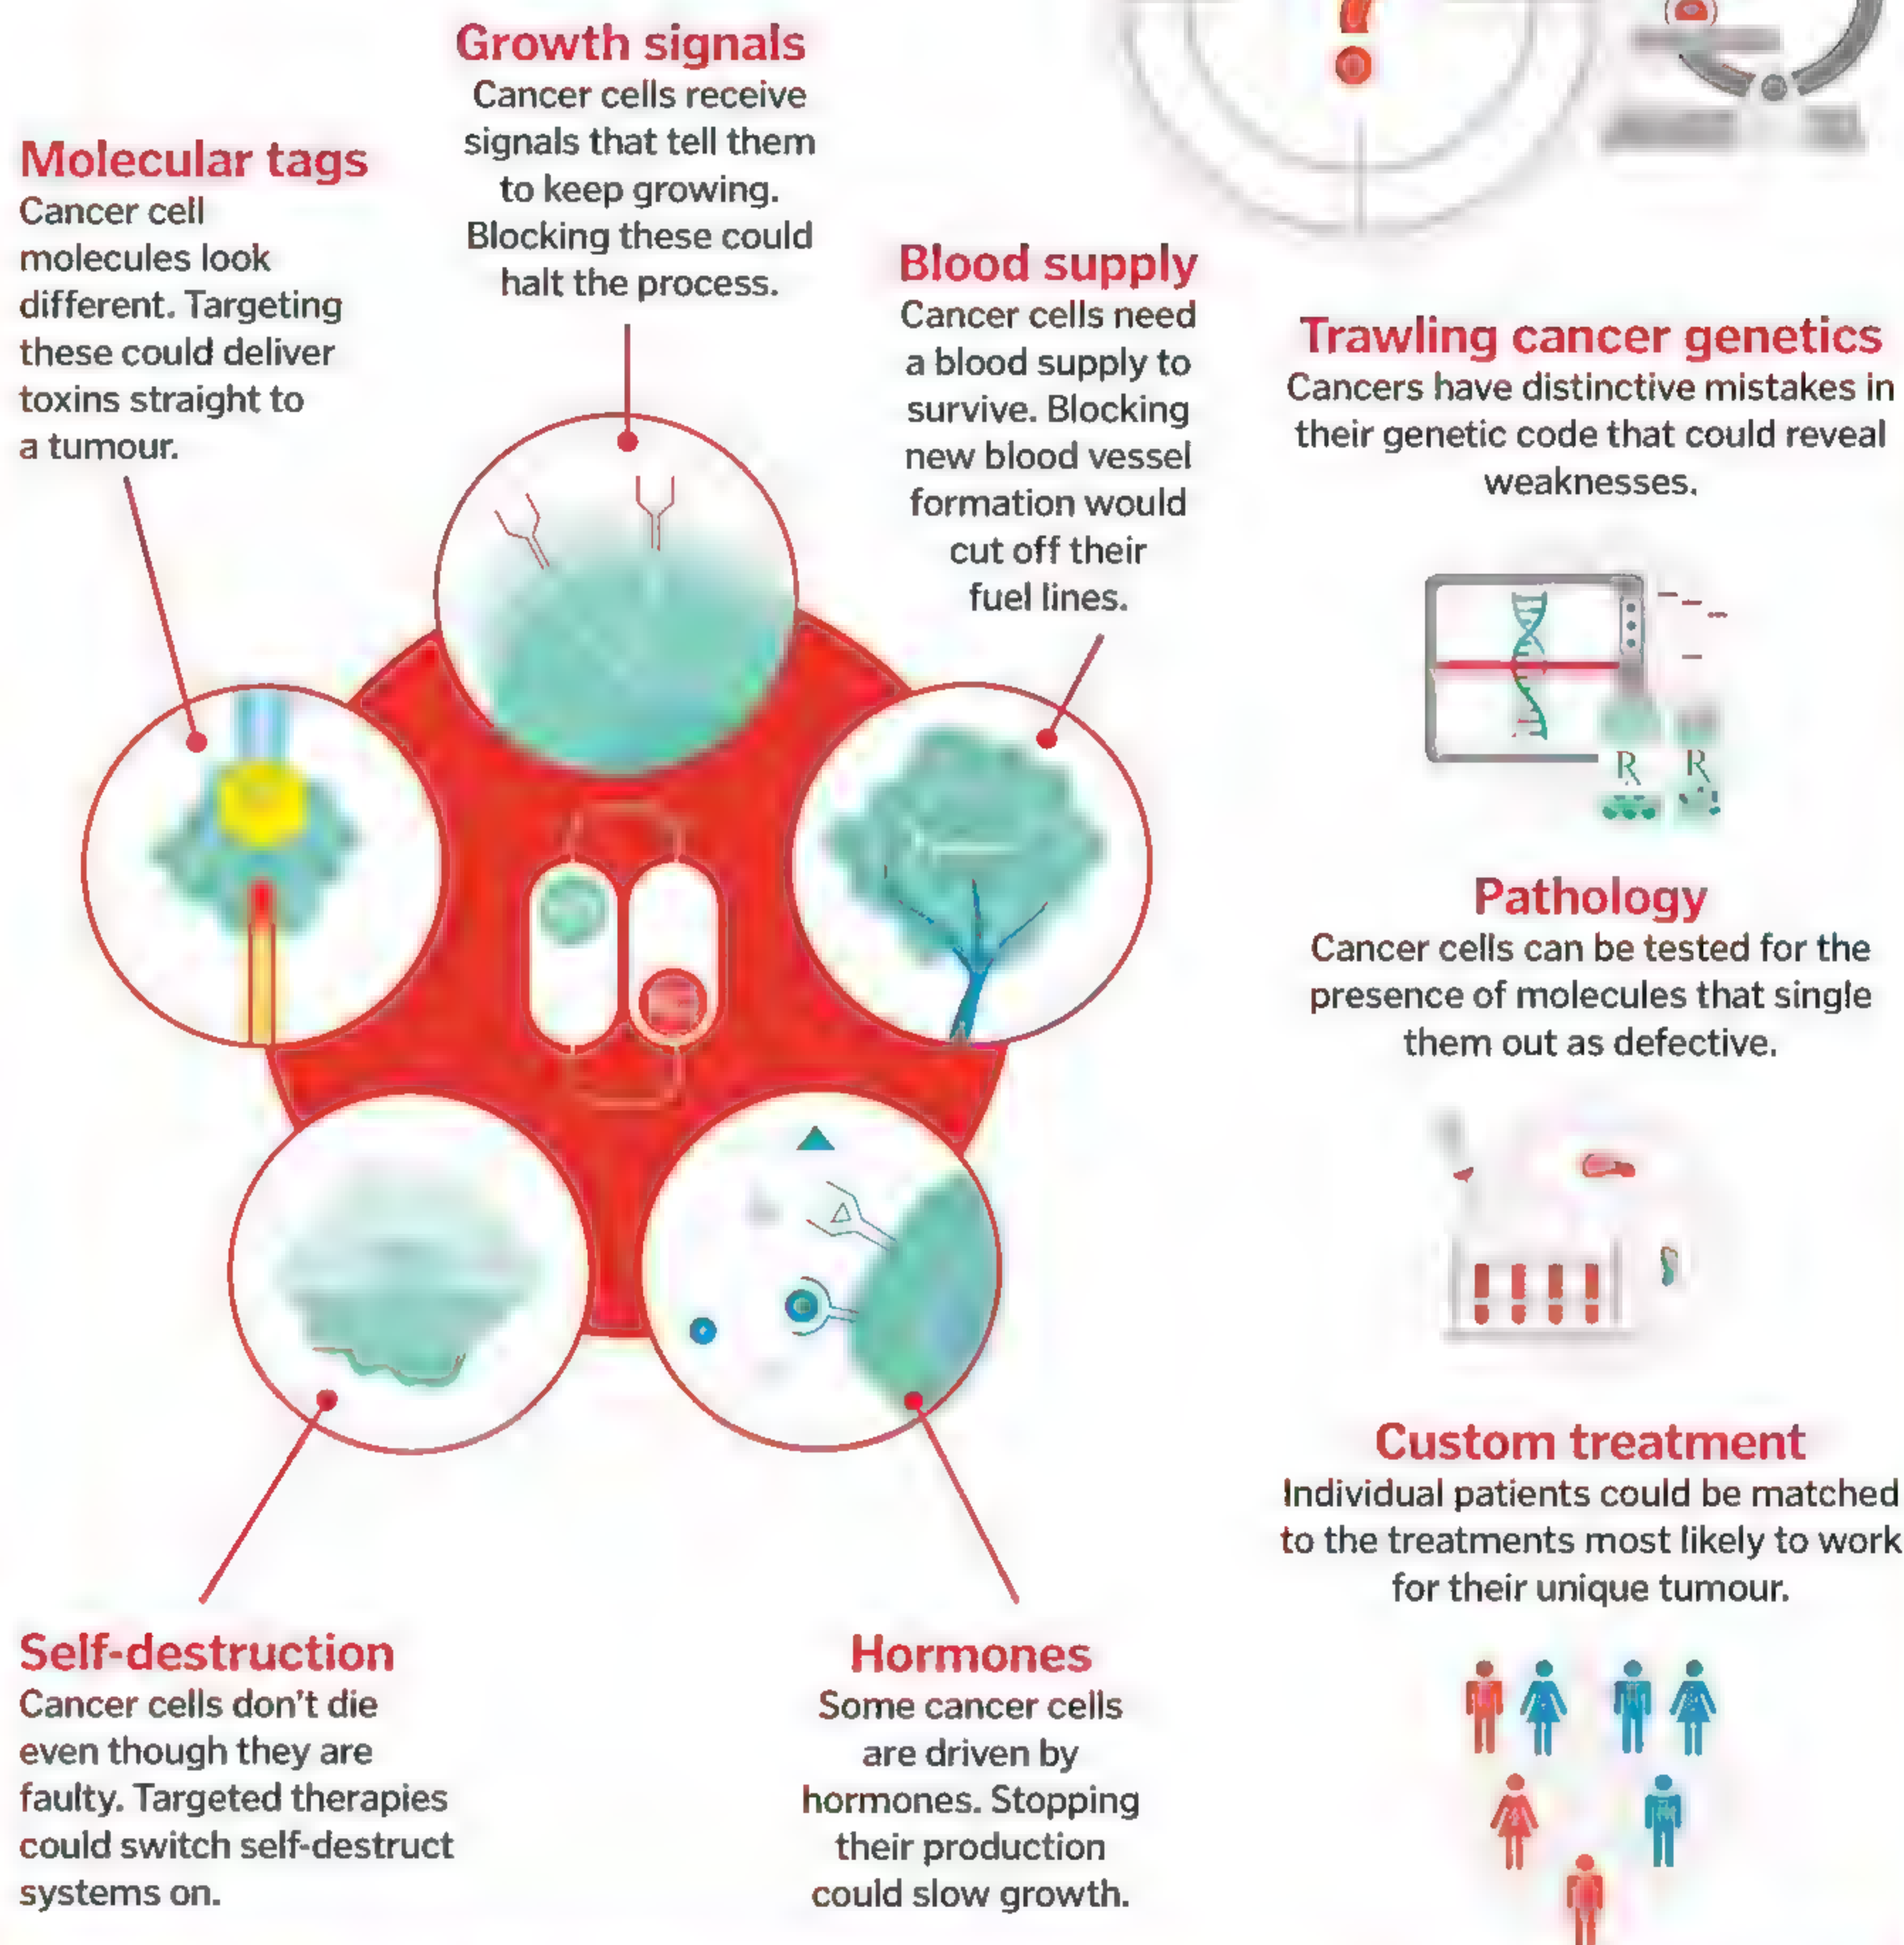 Growth signals
Cancer cells receive
signals that tell them
to keep growing.
Blocking these could
halt the process.
Molecular tags
Cancer cell
molecules look
different. Targeting
these could deliver
toxins straight to
a tumour.
Blood supply
Cancer cells need
a blood supply to
survive. Blocking
new blood vessel
formation would
cut off their
fuel lines.
Self-destruction
Cancer cells don't die
even though they are
faulty. Targeted therapies
could switch self-destruct
systems on.
Hormones
Some cancer cells
are driven by
hormones. Stopping
their production
could slow growth.
Trawling cancer genetics
Cancers have distinctive mistakes in
their genetic code that could reveal
weaknesses.
R R
Pathology
Cancer cells can be tested for the
presence of molecules that single
them out as defective.
Custom treatment
Individual patients could be matched
to the treatments most likely to work
for their unique tumour.